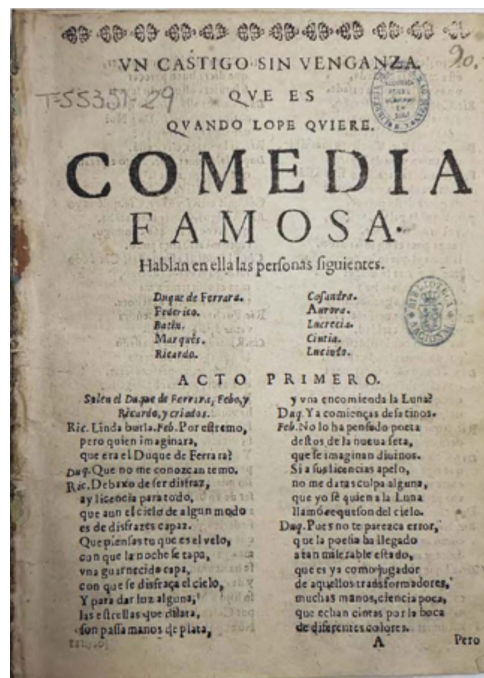 VN CASTIGO SIN VENGANZA,
90.
T-55351-29
QVE ES
QVANDO LOPE QVIERE.
COMEDIA
FAMOSA.
Hablan en ella las perſonas ſiguientes.
Duque de Ferrara.
Federico.
Batin.
Marques.
Ricardo.
Caſandra.
Aurora.
Lucrecia.
Cintia.
Lucindo.
BIBLIOTECA NACIONAL
ACTO PRIMERO.
Salen el Duque de Ferrara, Febo, y
Ricardo, y criados.
Ric. Linda burla. Feb. Por eſtremo,
pero quien imaginara,
que era el Duque de Ferrara?
Duq. Que no me conozcan temo.
Ric. Debaxo de ſer disfraz,
ay licencia para todo,
que aun el cielo de algun modo
es de disfrazes capaz.
Que pienſas tu que es el velo,
con que la noche ſe tapa,
vna guarnecida capa,
con que ſe disfraça el cielo,
Y para dar luz alguna,
las eſtrellas que dilata,
ſon paſſamanos de plata,
y vna encomienda la Luna?
Duq. Ya comienças deſatinos.
Feb. No lo ha penſado poeta
deſtos de la nueua ſeta,
que ſe imaginan diuinos.
Si a ſus licencias apelo,
no me daras culpa alguna,
que yo ſè quien a la Luna
llamò requeſon del cielo.
Duq. Pues no te parezca error,
que la poeſia ha llegado
a tan miſerable eſtado,
que es ya como jugador
de aquellos transformadores,
muchas manos, ciencia poca,
que echan cintas por la boca
de diferentes colores.
A
Pero